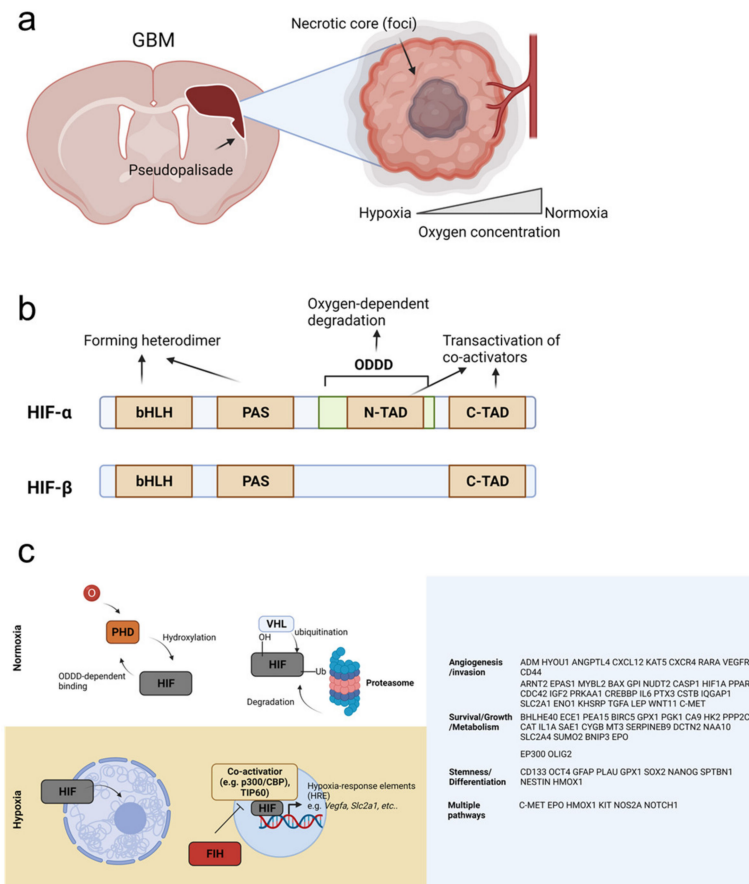 a
GBM
Necrotic core (foci)
Pseudopalisade
Hypoxia
Normoxia
Oxygen concentration
b
Oxygen-dependent
degradation
Forming heterodimer
Transactivation of
co-activators
ODDD
HIF-α
bHLH
PAS
N-TAD
C-TAD
HIF-β
bHLH
PAS
C-TAD
c
Normoxia
O
PHD
Hydroxylation
ODDD-dependent
binding
HIF
VHL
OH
ubiquitination
HIF
Ub
Proteasome
Degradation
Hypoxia
HIF
Co-activatior
(e.g. p300/CBP),
TIP60)
Hypoxia-response elements
(HRE)
e.g. Vegfa, Slc2a1, etc..
HIF
FIH
Angiogenesis
/invasion
ADM HYOU1 ANGPTL4 CXCL12 KAT5 CXCR4 RARA VEGFR
CD44
ARNT2 EPAS1 MYBL2 BAX GPI NUDT2 CASP1 HIF1A PPAR
CDC42 IGF2 PRKAA1 CREBBP IL6 PTX3 CSTB IQGAP1
SLC2A1 ENO1 KHSRP TGFA LEP WNT11 C-MET
Survival/Growth
/Metabolism
BHLHE40 ECE1 PEA15 BIRC5 GPX1 PGK1 CA9 HK2 PPP2C
CAT IL1A SAE1 CYGB MT3 SERPINEB9 DCTN2 NAA10
SLC2A4 SUMO2 BNIP3 EPO
EP300 OLIG2
Stemness/
Differentiation
CD133 OCT4 GFAP PLAU GPX1 SOX2 NANOG SPTBN1
NESTIN HMOX1
Multiple
pathways
C-MET EPO HMOX1 KIT NOS2A NOTCH1